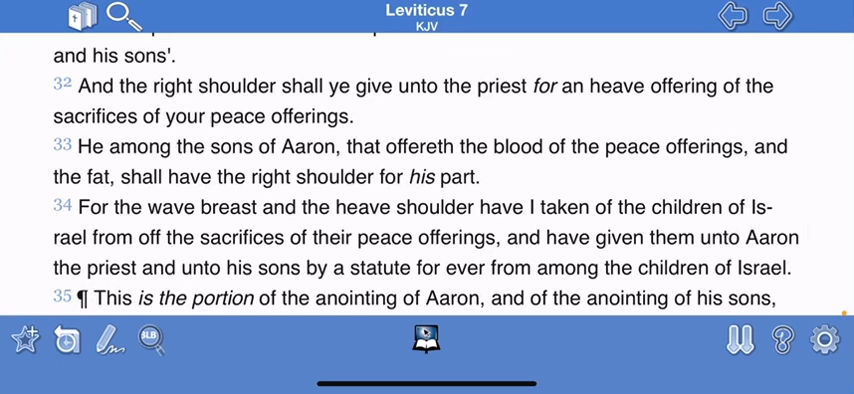 Leviticus 7
KJV
and his sons'.
32 And the right shoulder shall ye give unto the priest for an heave offering of the
sacrifices of your peace offerings.
33 He among the sons of Aaron, that offereth the blood of the peace offerings, and
the fat, shall have the right shoulder for his part.
34 For the wave breast and the heave shoulder have I taken of the children of Is-
rael from off the sacrifices of their peace offerings, and have given them unto Aaron
the priest and unto his sons by a statute for ever from among the children of Israel.
35 ¶ This is the portion of the anointing of Aaron, and of the anointing of his sons,
SLB